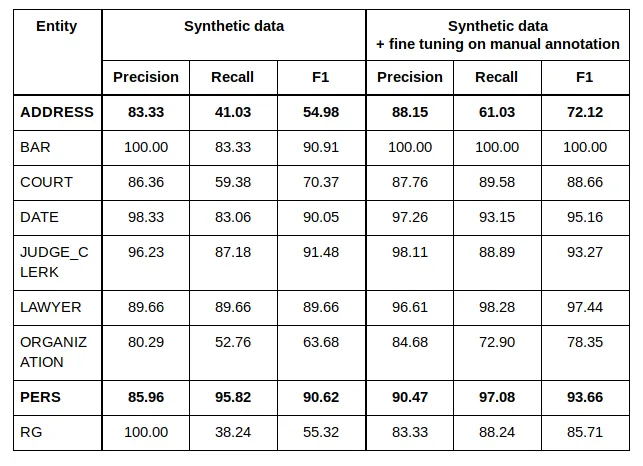 Entity Synthetic data Synthetic data
+ fine tuning on manual annotation
Precision Recall F1 Precision Recall F1
ADDRESS 83.33 41.03 54.98 88.15 61.03 72.12
BAR 100.00 83.33 90.91 100.00 100.00 100.00
COURT 86.36 59.38 70.37 87.76 89.58 88.66
DATE 98.33 83.06 90.05 97.26 93.15 95.16
JUDGE_C 96.23 87.18 91.48 98.11 88.89 93.27
LERK
LAWYER 89.66 89.66 89.66 96.61 98.28 97.44
ORGANIZ 80.29 52.76 63.68 84.68 72.90 78.35
ATION
PERS 85.96 95.82 90.62 90.47 97.08 93.66
RG 100.00 38.24 55.32 83.33 88.24 85.71